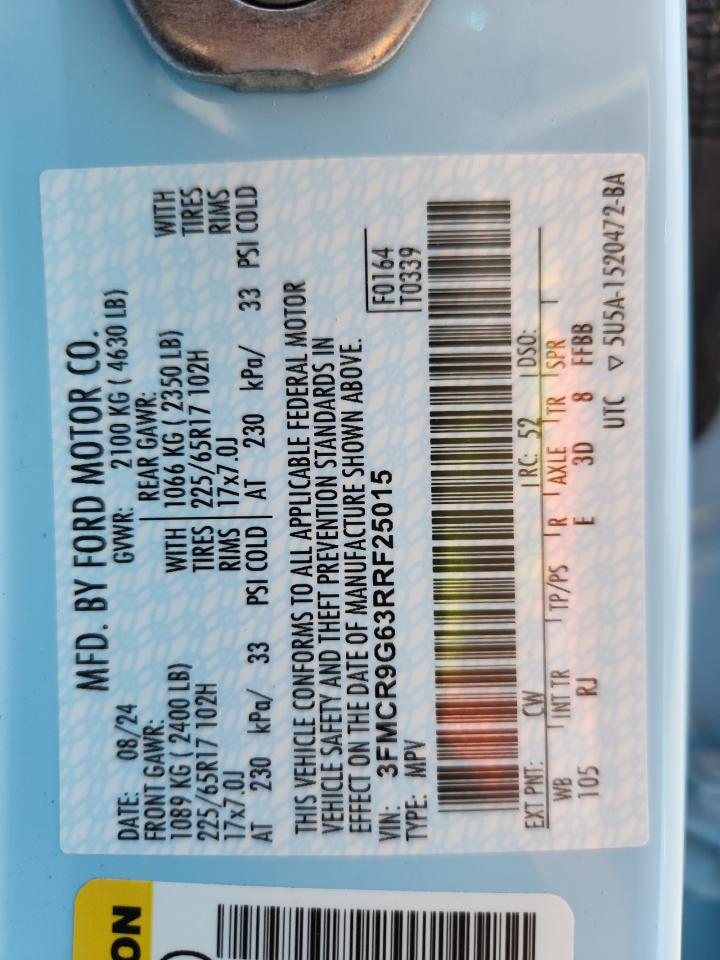 MFD. BY FORD MOTOR CO.
DATE: 08/24 GVWR: 2100 KG ( 4630 LB)
FRONT GAWR: REAR GAWR:
1089 KG ( 2400 LB) WITH 1066 KG ( 2350 LB) WITH
225/65R17 102H TIRES 225/65R17 102H TIRES
17x7.0J RIMS 17x7.0J RIMS
AT 230 kPa/ 33 PSI COLD AT 230 kPa/ 33 PSI COLD
THIS VEHICLE CONFORMS TO ALL APPLICABLE FEDERAL MOTOR
VEHICLE SAFETY AND THEFT PREVENTION STANDARDS IN
EFFECT ON THE DATE OF MANUFACTURE SHOWN ABOVE.
VIN: 3FMCR9G63RRF25015 F0164
TYPE: MPV T0339
EXT PNT: CW RC: 52 DSO:
WB INT TR TP/PS R AXLE TR SPR
105 RJ E 3D 8 FFBB
UTC ▽ 5U5A-1520472-BA
ON